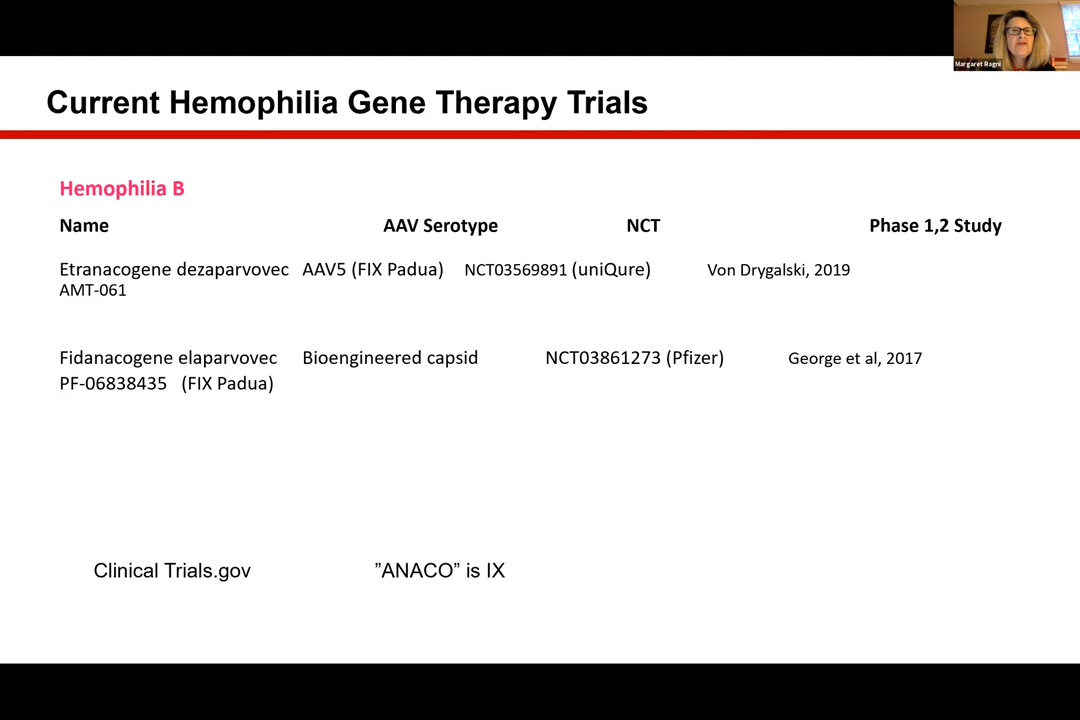 Margaret Ragni
Current Hemophilia Gene Therapy Trials
Hemophilia B
Name AAV Serotype NCT Phase 1,2 Study
Etranacogene dezaparvovec AAV5 (FIX Padua) NCT03569891 (uniQure) Von Drygalski, 2019
AMT-061
Fidanacogene elaparvovec Bioengineered capsid NCT03861273 (Pfizer) George et al, 2017
PF-06838435 (FIX Padua)
Clinical Trials.gov ”ANACO” is IX